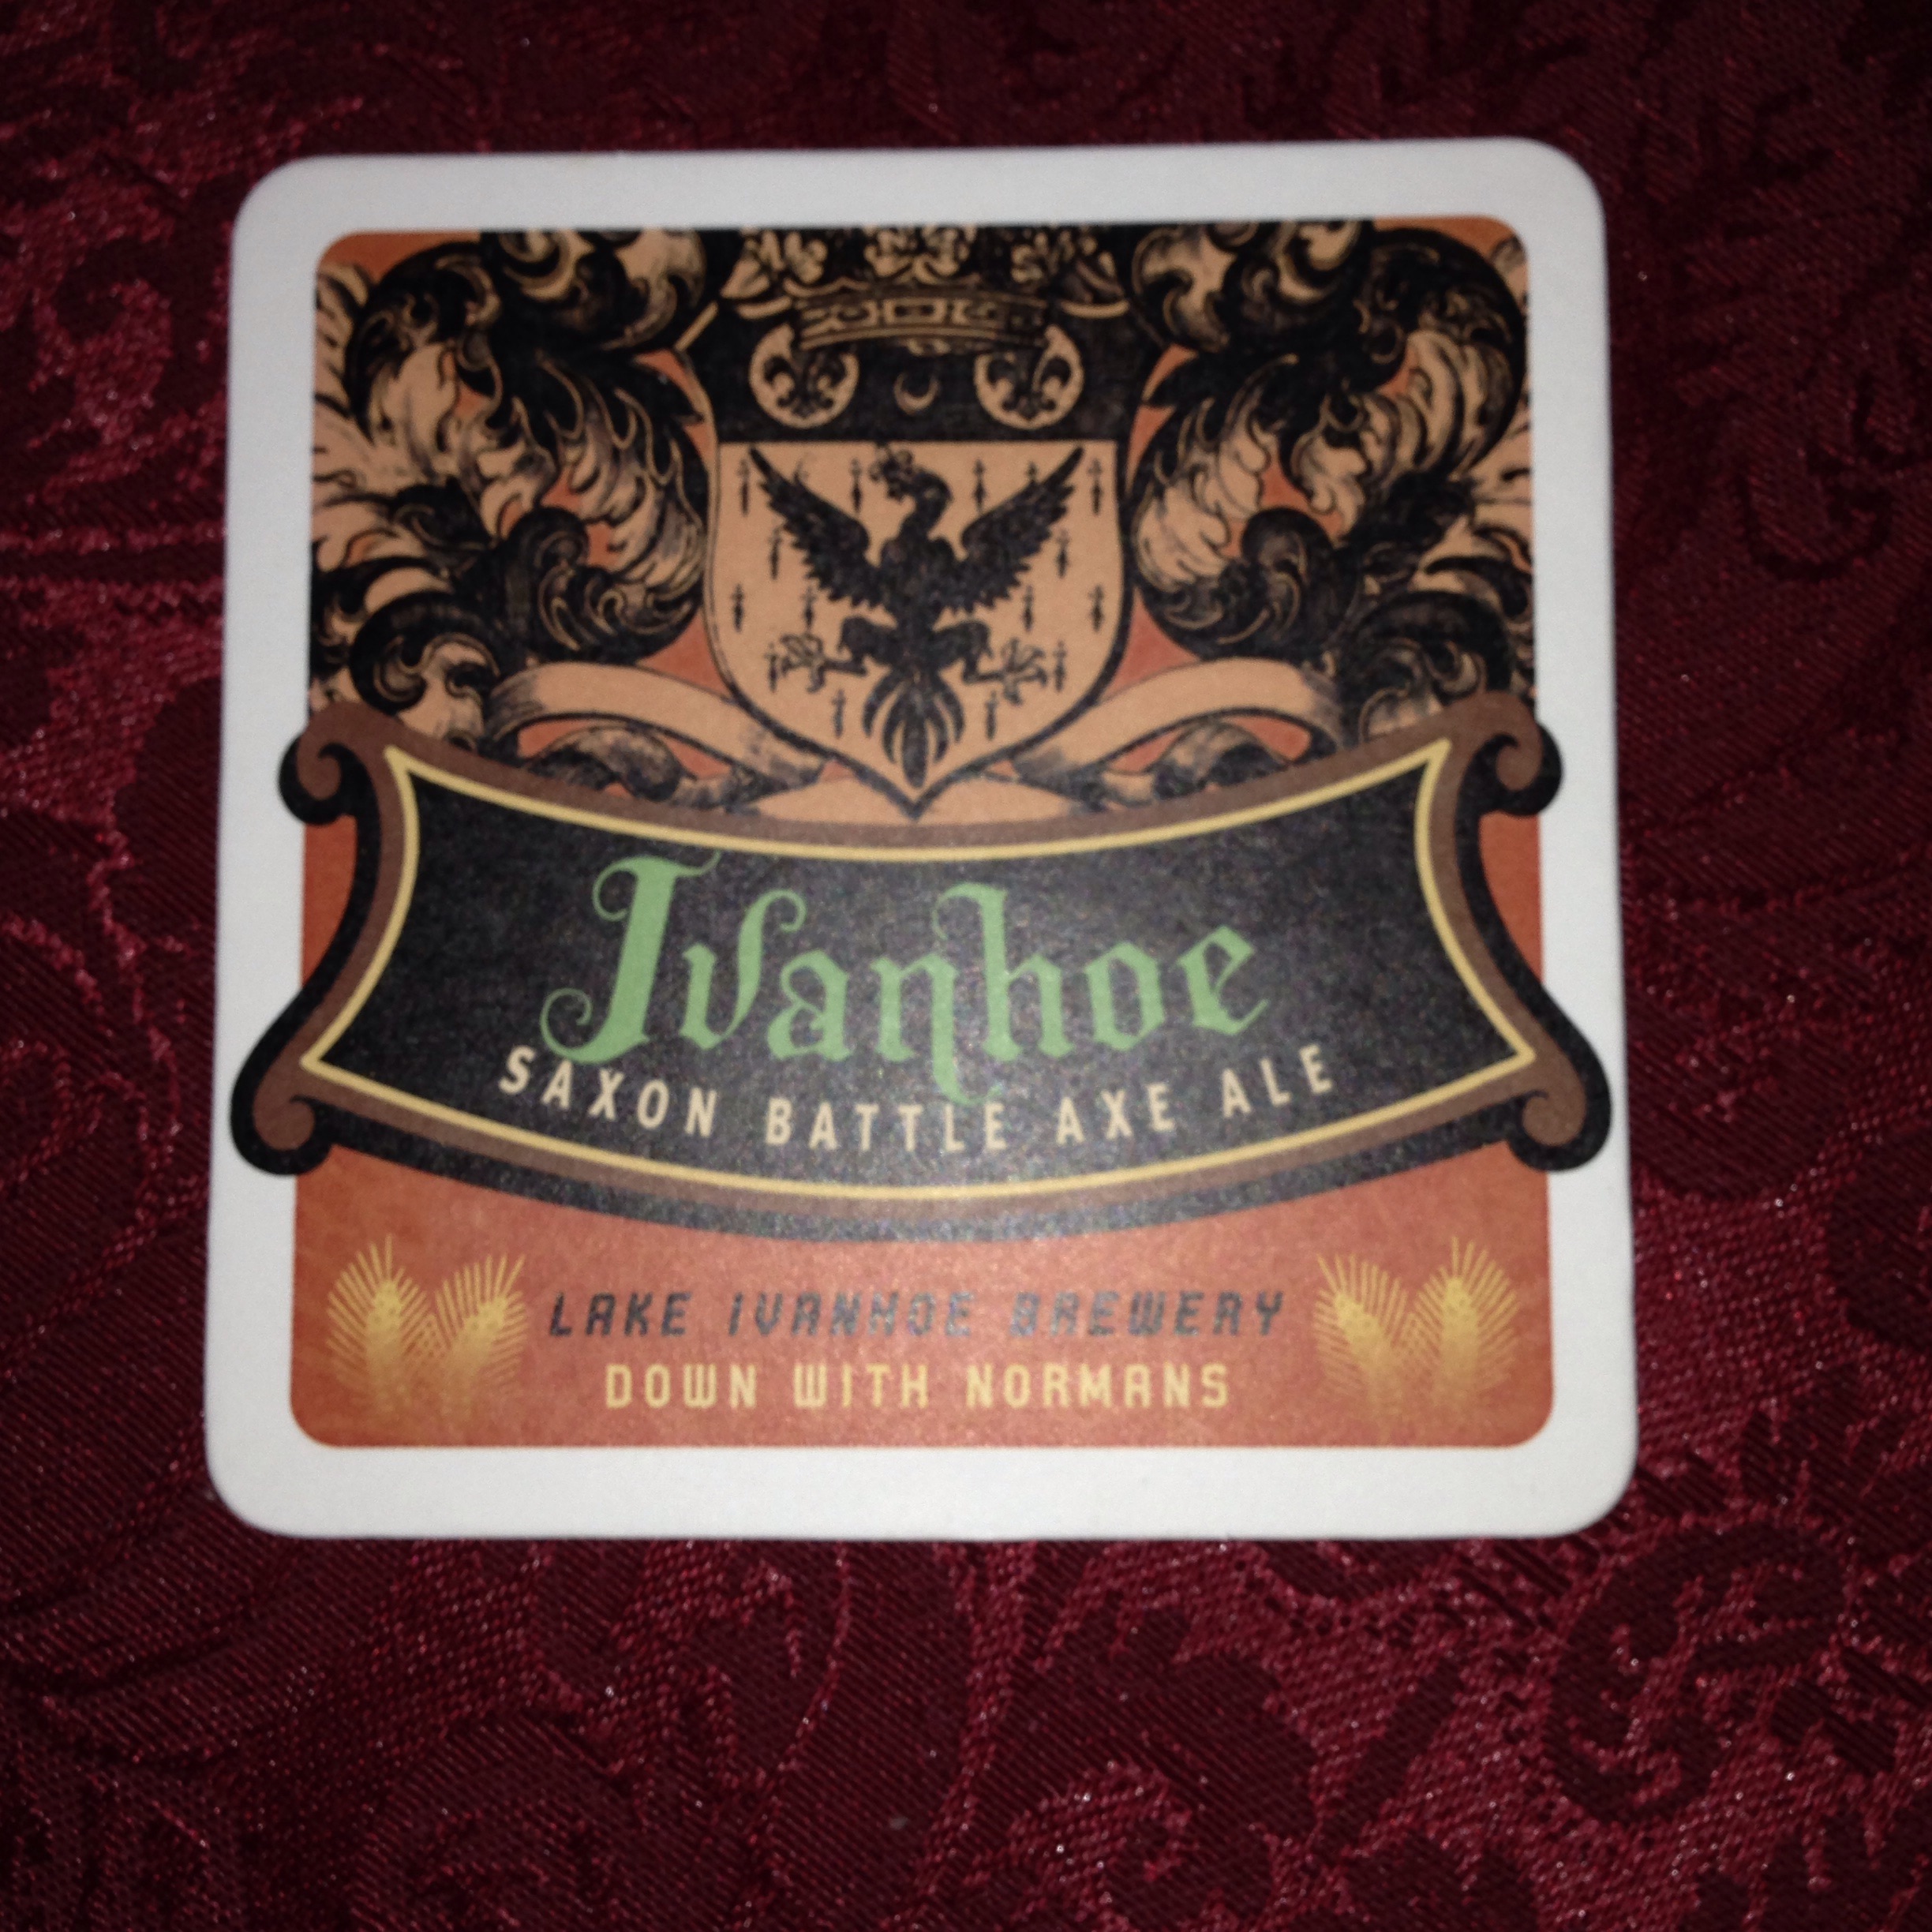 Ivanhoe
SAXON BATTLE AXE ALE
LAKE IVANHOE BREWERY
DOWN WITH NORMANS